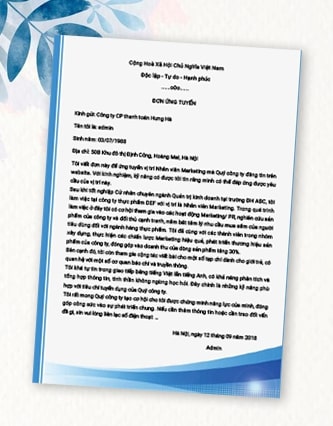 Cộng Hoà Xã Hội Chủ Nghĩa Việt Nam
Độc lập - Tự do - Hạnh phúc
.....o0o.....
ĐƠN ỨNG TUYỂN
Kính gửi: Công ty CP thanh toán Hưng Hà
Tên tôi là: admin
Sinh năm: 03/07/1988
Địa chỉ: 50B Khu đô thị Định Công, Hoàng Mai, Hà Nội
Tôi viết đơn này để ứng tuyển vị trí Nhân viên Marketing mà Quý công ty đăng tin trên
website. Với kinh nghiệm, kỹ năng có được tôi tin rằng mình có thể đáp ứng được yêu
cầu của vị trí này.
Sau khi tốt nghiệp Cử nhân chuyên ngành Quản trị kinh doanh tại trường ĐH ABC, tôi
làm việc tại công ty thực phẩm DEF với vị trí là Nhân viên Marketing. Trong quá trình
làm việc ở đây tôi có cơ hội tham gia vào các hoạt động Marketing/ PR, nghiên cứu sản
phẩm của công ty và đối thủ cạnh tranh, nắm bắt tâm lý nhu cầu mua sắm của người
tiêu dùng đối với ngành hàng thực phẩm. Tôi đã cùng với các thành viên trong nhóm
xây dựng, thực hiện các chiến lược Marketing hiệu quả, phát triển thương hiệu sản
phẩm của công ty, đóng góp vào doanh thu của dòng sản phẩm tăng 30%.
Bên cạnh đó, tôi còn tham gia cộng tác viết bài cho một số tạp chí dành cho giới trẻ, có
quan hệ với một số cơ quan báo chí và truyền thông.
Tôi khá tự tin trong giao tiếp bằng tiếng Việt lẫn tiếng Anh, có khả năng phân tích và
tổng hợp thông tin, tinh thần không ngừng học hỏi. Đây chính là những kỹ năng phù
hợp với tiêu chí tuyển dụng của Quý công ty.
Tôi rất mong Quý công ty tạo cơ hội cho tôi được chứng minh năng lực của mình, đóng
góp công sức vào sự phát triển chung. Nếu cần thêm thông tin hoặc cần trao đổi vấn
đề gì, xin vui lòng liên lạc số điện thoại: ...
Hà Nội, ngày 12 tháng 09 năm 2018
Admin